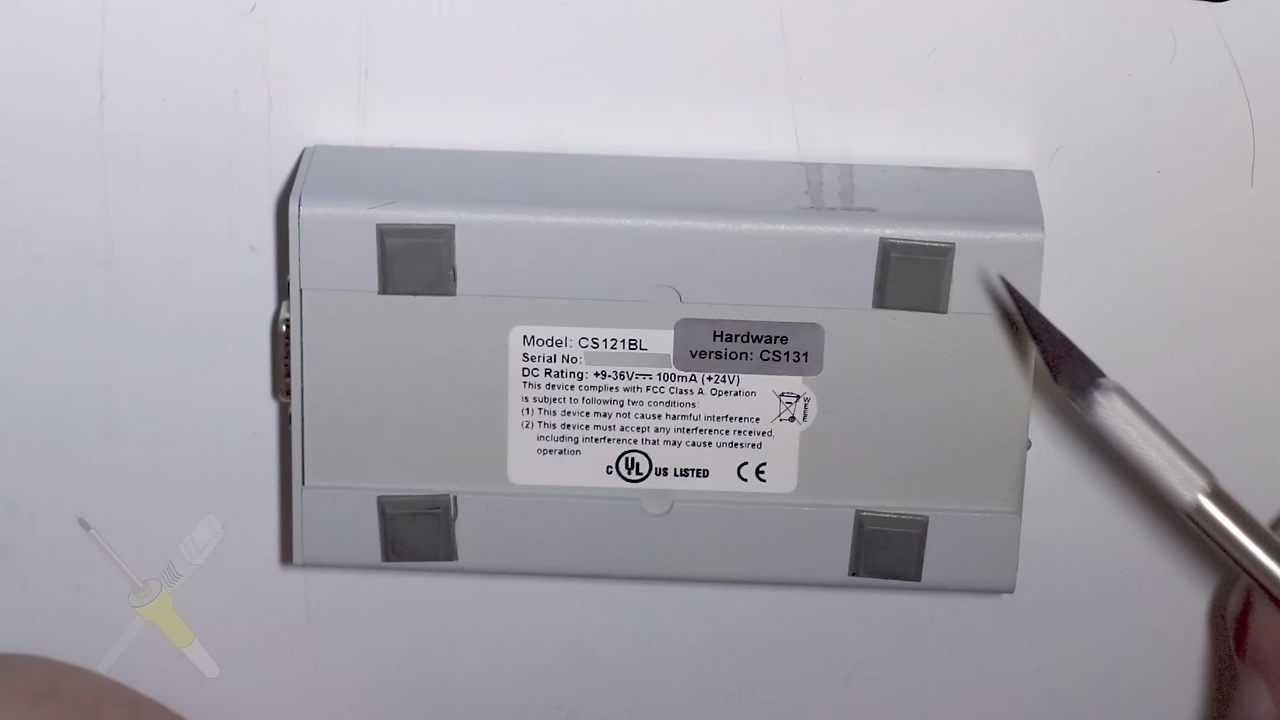 Model: CS121BL
Hardware
version: CS131
Serial No:
DC Rating: +9-36V⎓ 100mA (+24V)
This device complies with FCC Class A. Operation
is subject to following two conditions:
(1) This device may not cause harmful interference
(2) This device must accept any interference received,
including interference that may cause undesired
operation
WEEE
C UL US LISTED CE